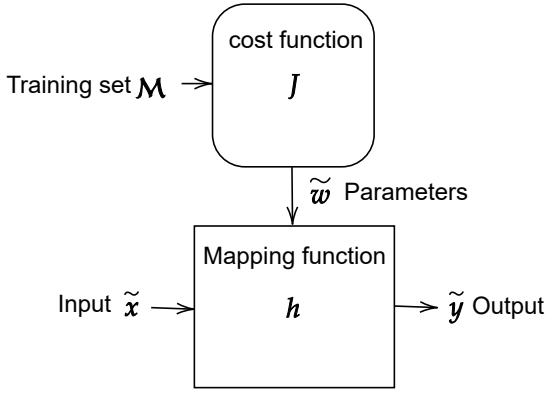 cost function
J
Training set ℳ
w̃ Parameters
Mapping function
h
Input x̃
ỹ Output